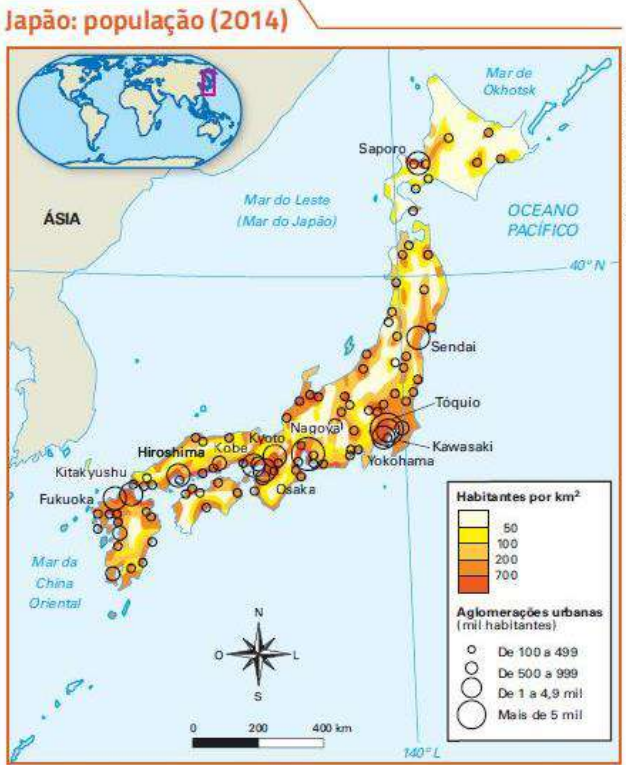 Japão: população (2014)
Mar de
Okhotsk
Saporo
ÁSIA
Mar do Leste
(Mar do Japão)
OCEANO
PACÍFICO
40° N
Sendai
Tóquio
Nagoya
Kyoto
Kobe
Hiroshima
Kawasaki
Yokohama
Kitakyushu
Osaka
Fukuoka
Mar da
China
Oriental
Habitantes por km²
50
100
200
700
Aglomerações urbanas
(mil habitantes)
De 100 a 499
De 500 a 999
De 1 a 4,9 mil
Mais de 5 mil
N
O
L
S
0 200 400 km
140° L